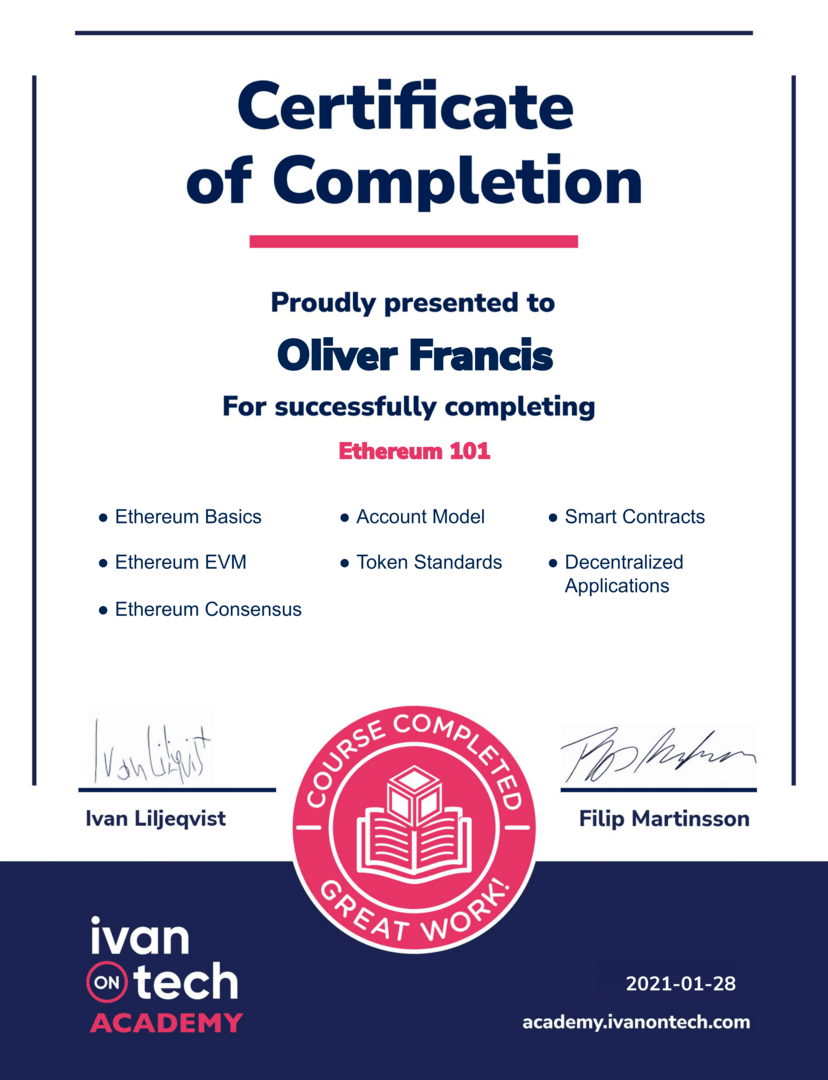 Certificate
of Completion
Proudly presented to
Oliver Francis
For successfully completing
Ethereum 101
● Ethereum Basics
● Ethereum EVM
● Ethereum Consensus
● Account Model
● Token Standards
● Smart Contracts
● Decentralized
Applications
Ivan Liljeqvist
Ivan Liljeqvist
Filip Martinsson
COURSE COMPLETED
GREAT WORK!
ivan
ON tech
ACADEMY
2021-01-28
academy.ivanontech.com